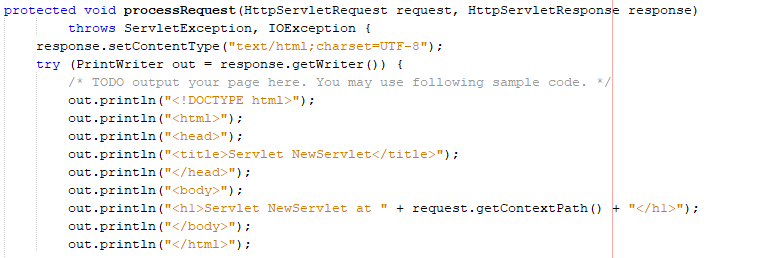 protected void processRequest(HttpServletRequest request, HttpServletResponse response)
        throws ServletException, IOException {
    response.setContentType("text/html;charset=UTF-8");
    try (PrintWriter out = response.getWriter()) {
        /* TODO output your page here. You may use following sample code. */
        out.println("<!DOCTYPE html>");
        out.println("<html>");
        out.println("<head>");
        out.println("<title>Servlet NewServlet</title>");
        out.println("</head>");
        out.println("<body>");
        out.println("<h1>Servlet NewServlet at " + request.getContextPath() + "</h1>");
        out.println("</body>");
        out.println("</html>");